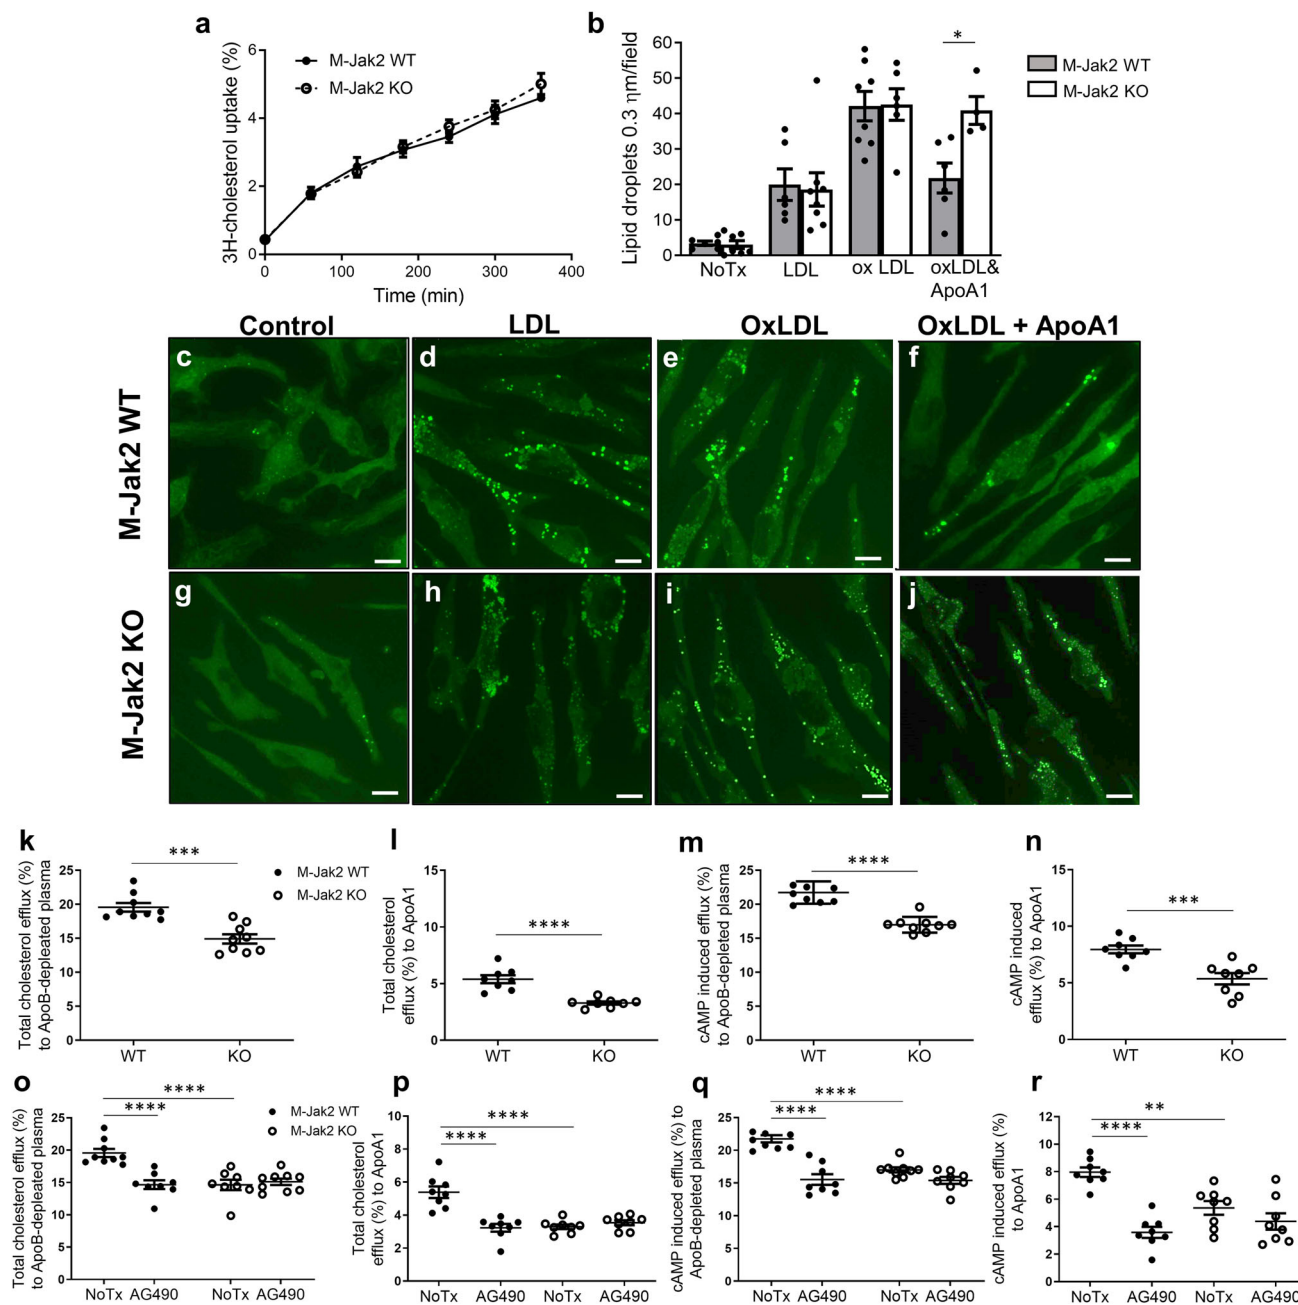 a
3H-cholesterol uptake (%)
6
4
2
0
0 100 200 300 400
Time (min)
M-Jak2 WT
M-Jak2 KO
b
Lipid droplets 0.3 ηm/field
60
50
40
30
20
10
0
*
NoTx LDL ox LDL oxLDL&
ApoA1
M-Jak2 WT
M-Jak2 KO
Control LDL OxLDL OxLDL + ApoA1
M-Jak2 WT
c d e f
M-Jak2 KO
g h i j
k
Total cholesterol efflux (%)
to ApoB-depleted plasma
25
20
15
10
5
0
***
WT KO
M-Jak2 WT
M-Jak2 KO
l
Total cholesterol
efflux (%) to ApoA1
15
10
5
0
****
WT KO
m
cAMP induced efflux (%)
to ApoB-depleted plasma
25
20
15
10
5
0
****
WT KO
n
cAMP induced
efflux (%) to ApoA1
10
5
0
***
WT KO
o
Total cholesterol efflux (%)
to ApoB-depleated plasma
25
20
15
10
5
0
****
****
NoTx AG490 NoTx AG490
M-Jak2 WT
M-Jak2 KO
p
Total cholesterol
efflux (%) to ApoA1
10
8
6
4
2
0
****
****
NoTx AG490 NoTx AG490
q
cAMP induced efflux (%) to
ApoB-depleted plasma
25
20
15
10
5
0
****
****
NoTx AG490 NoTx AG490
r
cAMP induced efflux (%)
to ApoA1
12
10
8
6
4
2
0
**
****
NoTx AG490 NoTx AG490